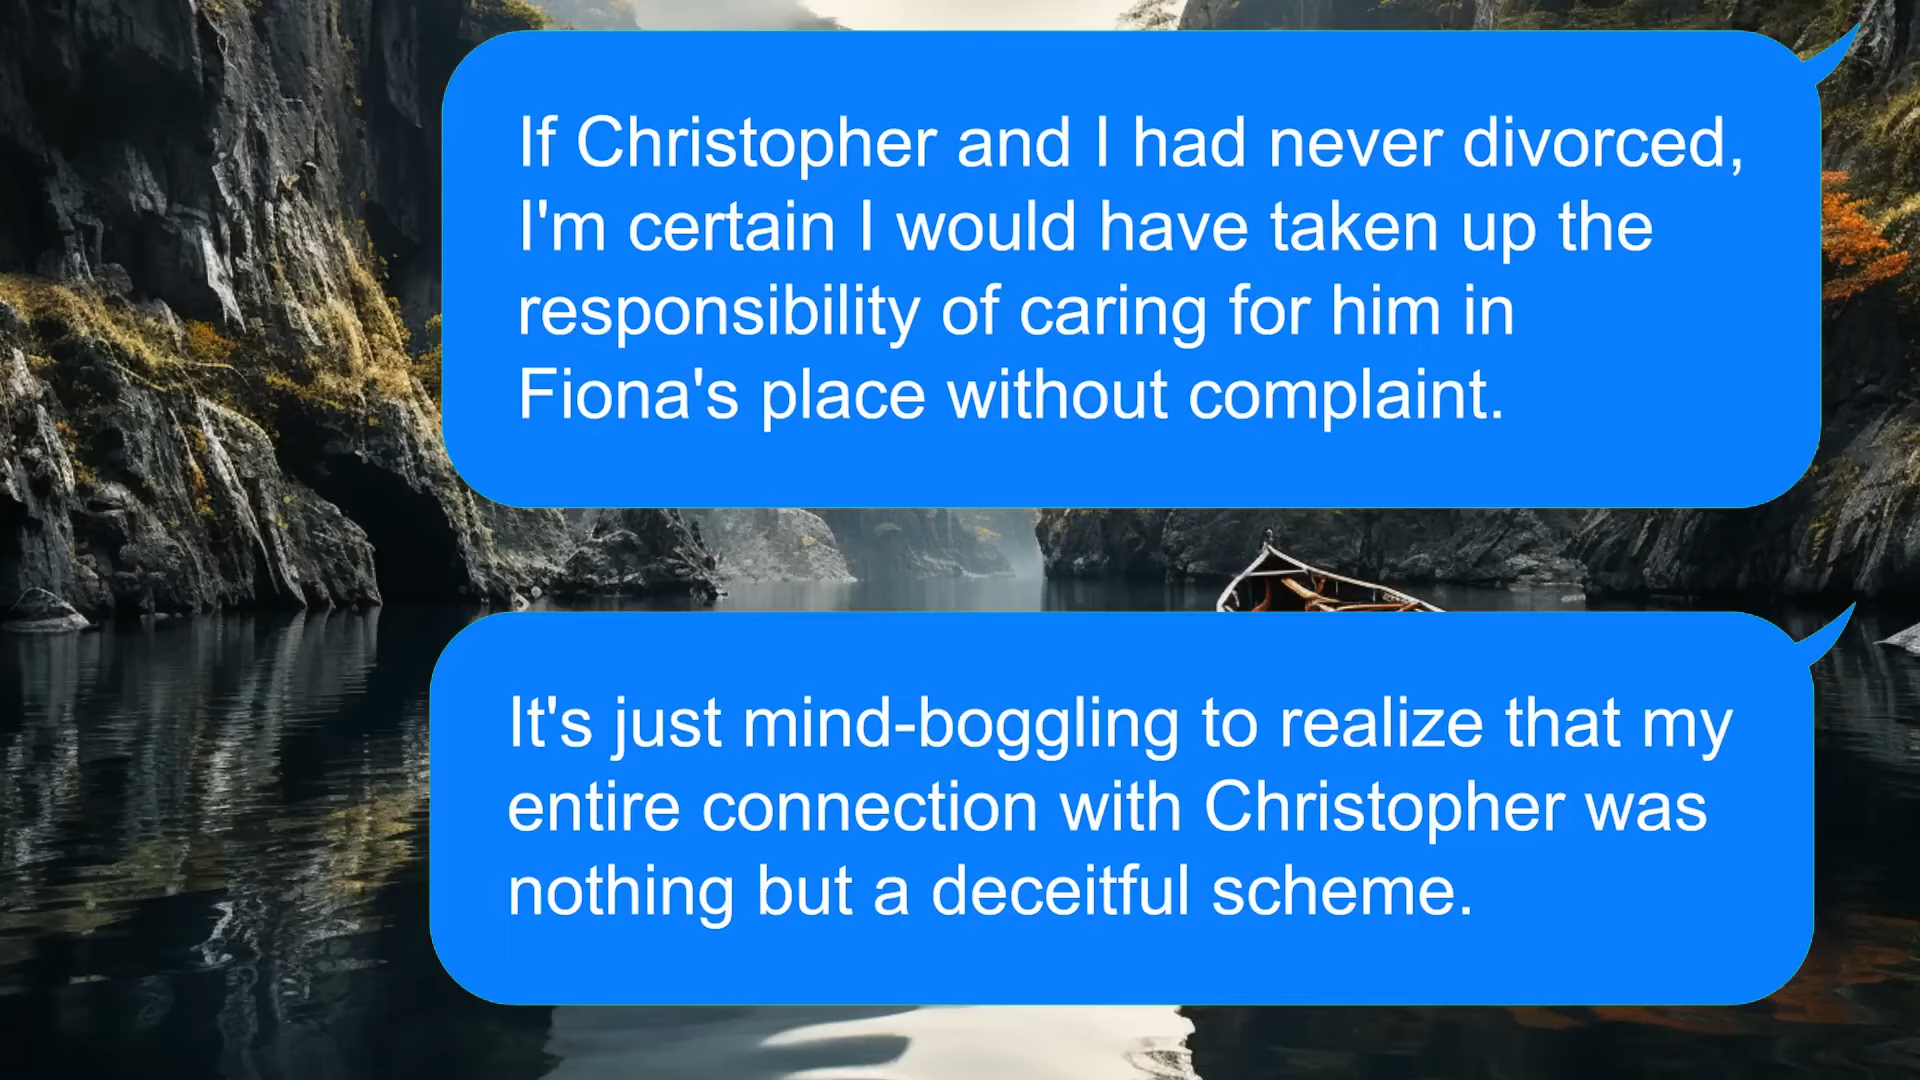 If Christopher and I had never divorced,
I'm certain I would have taken up the
responsibility of caring for him in
Fiona's place without complaint.
It's just mind-boggling to realize that my
entire connection with Christopher was
nothing but a deceitful scheme.